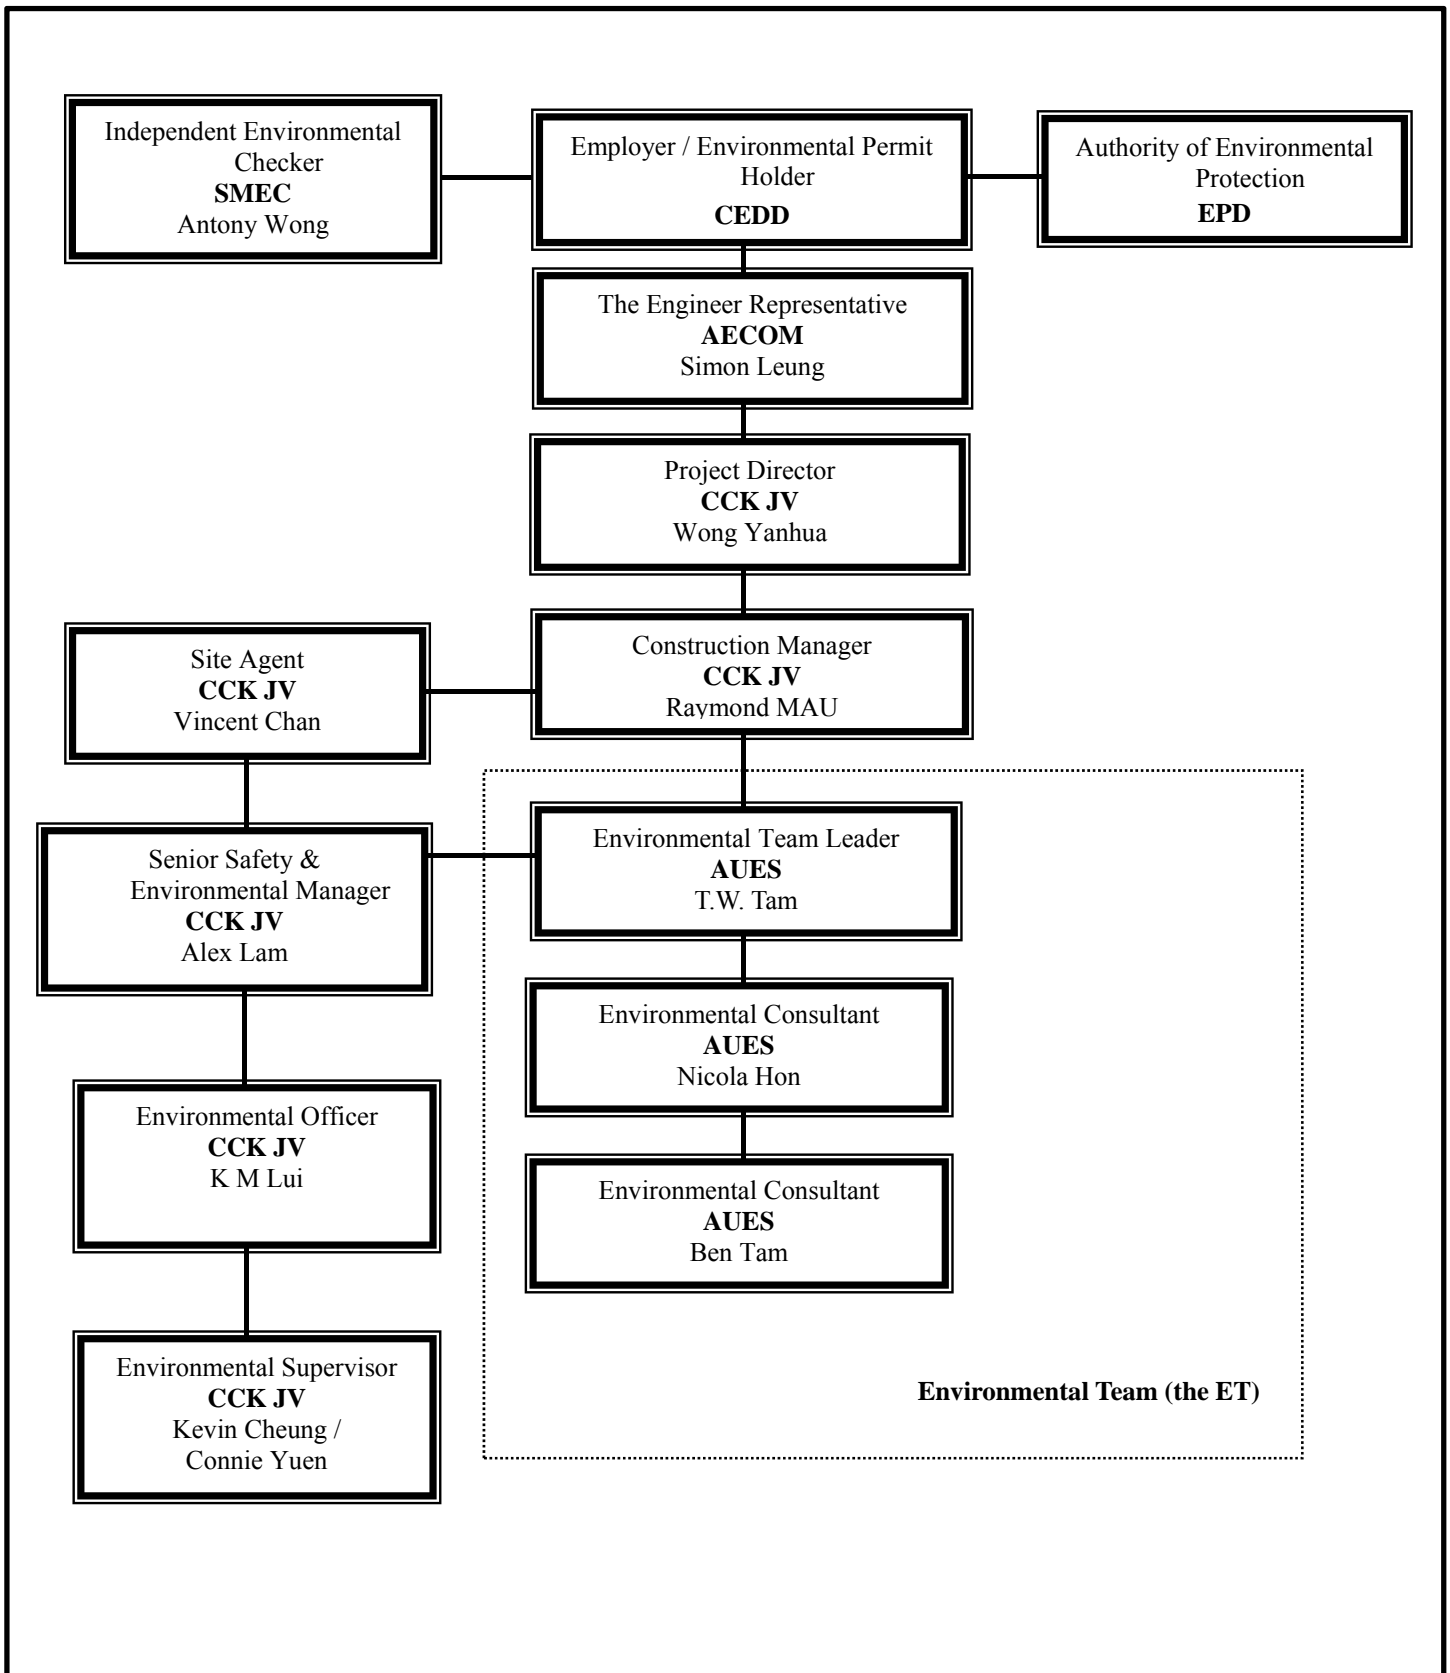 Independent Environmental
Checker
SMEC
Antony Wong
Employer / Environmental Permit
Holder
CEDD
Authority of Environmental
Protection
EPD
The Engineer Representative
AECOM
Simon Leung
Project Director
CCK JV
Wong Yanhua
Construction Manager
CCK JV
Raymond MAU
Site Agent
CCK JV
Vincent Chan
Senior Safety &
Environmental Manager
CCK JV
Alex Lam
Environmental Team Leader
AUES
T.W. Tam
Environmental Consultant
AUES
Nicola Hon
Environmental Officer
CCK JV
K M Lui
Environmental Consultant
AUES
Ben Tam
Environmental Supervisor
CCK JV
Kevin Cheung /
Connie Yuen
Environmental Team (the ET)